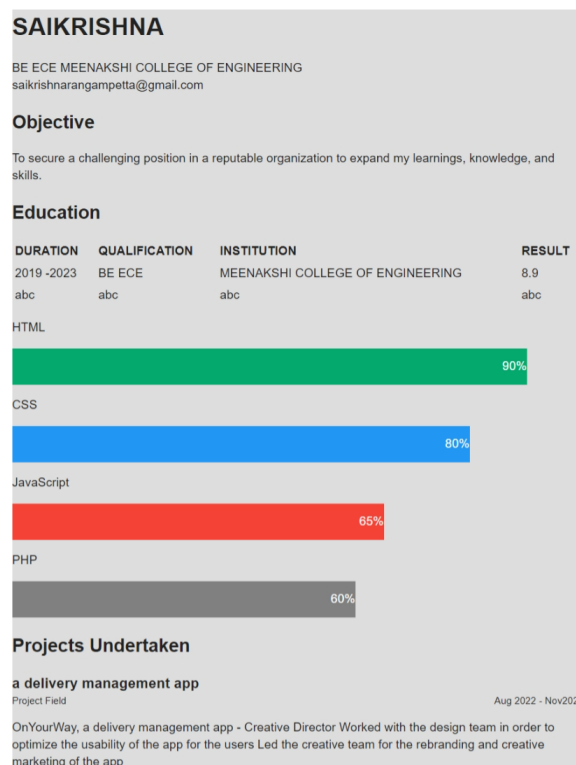 SAIKRISHNA
BE ECE MEENAKSHI COLLEGE OF ENGINEERING
saikrishnarangampetta@gmail.com
Objective
To secure a challenging position in a reputable organization to expand my learnings, knowledge, and
skills.
Education
DURATION QUALIFICATION INSTITUTION RESULT
2019 -2023 BE ECE MEENAKSHI COLLEGE OF ENGINEERING 8.9
abc abc abc abc
HTML
90%
CSS
80%
JavaScript
65%
PHP
60%
Projects Undertaken
a delivery management app
Project Field Aug 2022 - Nov202
OnYourWay, a delivery management app - Creative Director Worked with the design team in order to
optimize the usability of the app for the users Led the creative team for the rebranding and creative
marketing of the app